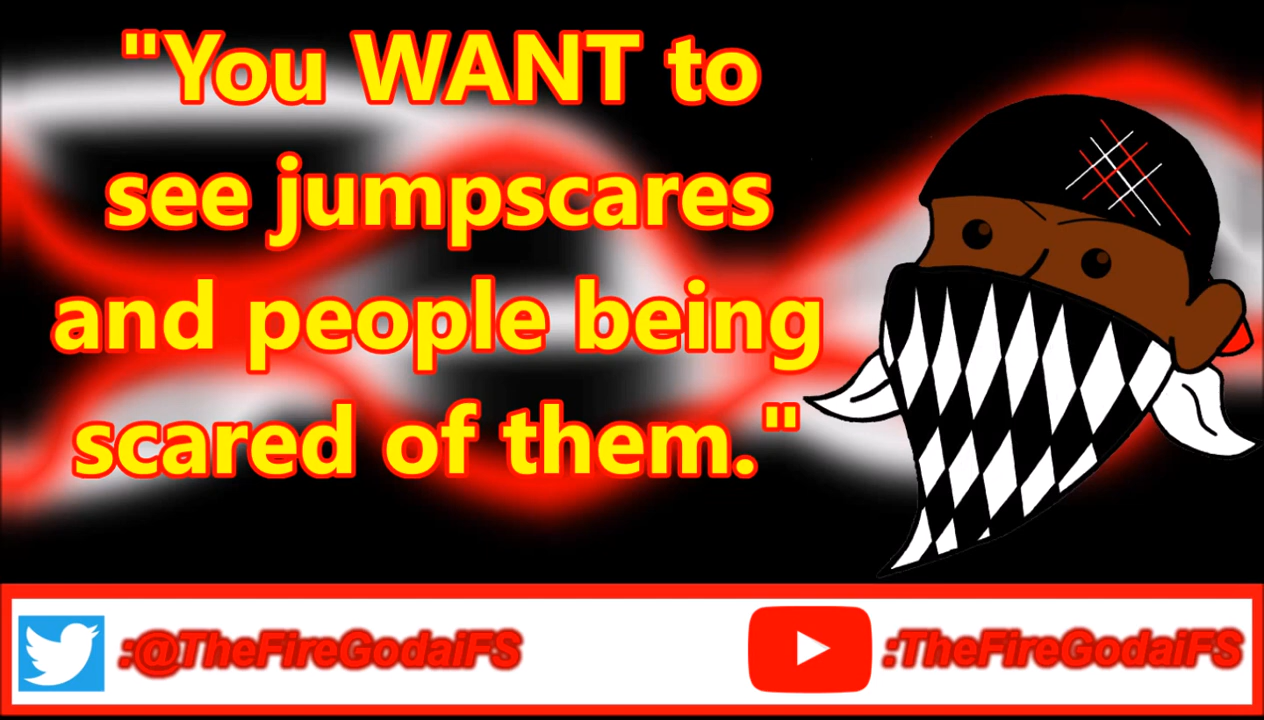 "You WANT to
see jumpscares
and people being
scared of them."
:@TheFireGodaiFS
:TheFireGodaiFS